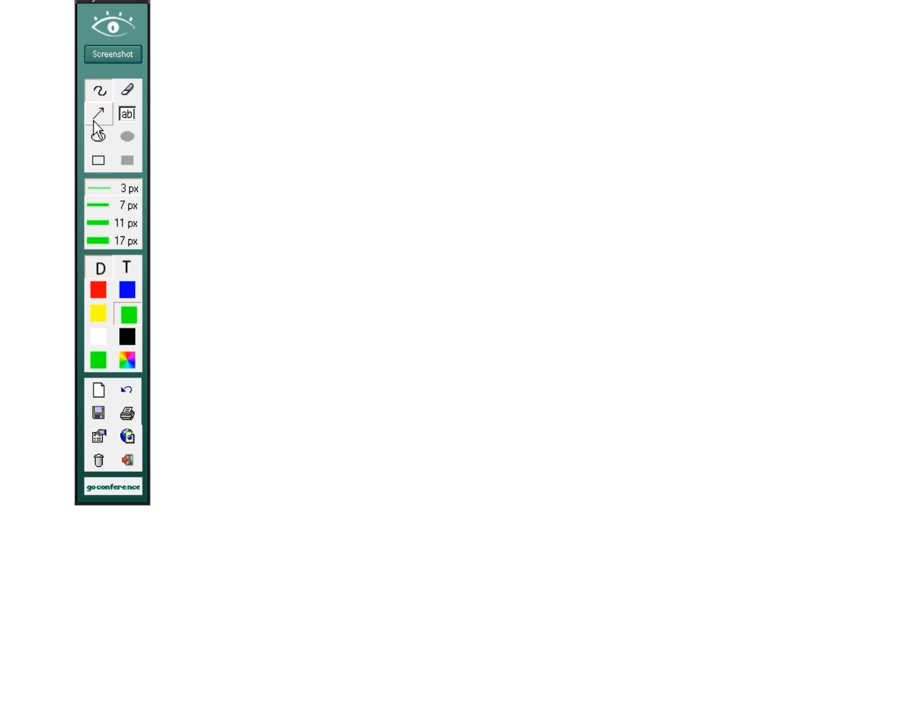 Screenshot
ab
3 px
7 px
11 px
17 px
D T
goconference